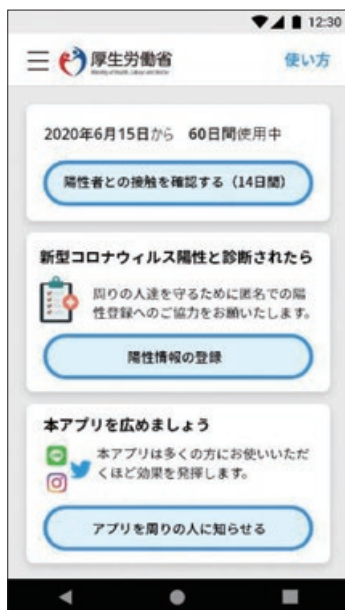 12:30
厚生労働省
Ministry of Health, Labour and Welfare
使い方
2020年6月15日から 60日間使用中
陽性者との接触を確認する（14日間）
新型コロナウィルス陽性と診断されたら
周りの人達を守るために匿名での陽
性登録へのご協力をお願いいたします。
陽性情報の登録
本アプリを広めましょう
本アプリは多くの方にお使いいただ
くほど効果を発揮します。
アプリを周りの人に知らせる